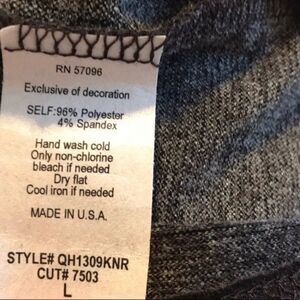 RN 57096
Exclusive of decoration
SELF:96% Polyester
4% Spandex
Hand wash cold
Only non-chlorine
bleach if needed
Dry flat
Cool iron if needed
MADE IN U.S.A.
STYLE# QH1309KNR
CUT# 7503
L